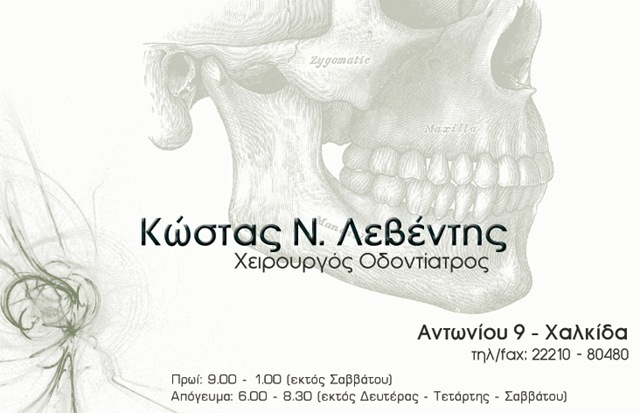 Zygomatic
Maxilla
Κώστας Ν. Λεβέντης
Χειρουργός Οδοντίατρος
Αντωνίου 9 - Χαλκίδα
τηλ/fax: 22210 - 80480
Πρωί: 9.00 - 1.00 (εκτός Σαββάτου)
Απόγευμα: 6.00 - 8.30 (εκτός Δευτέρας - Τετάρτης - Σαββάτου)